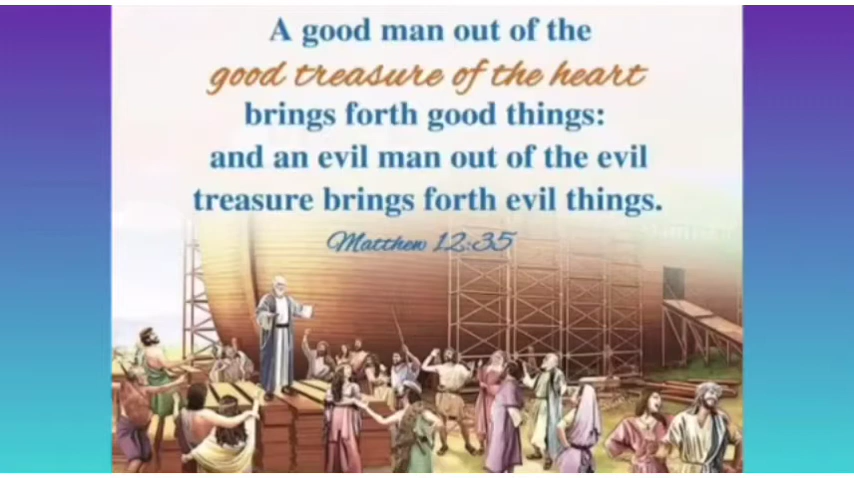 A good man out of the
good treasure of the heart
brings forth good things:
and an evil man out of the evil
treasure brings forth evil things.
Matthew 12:35